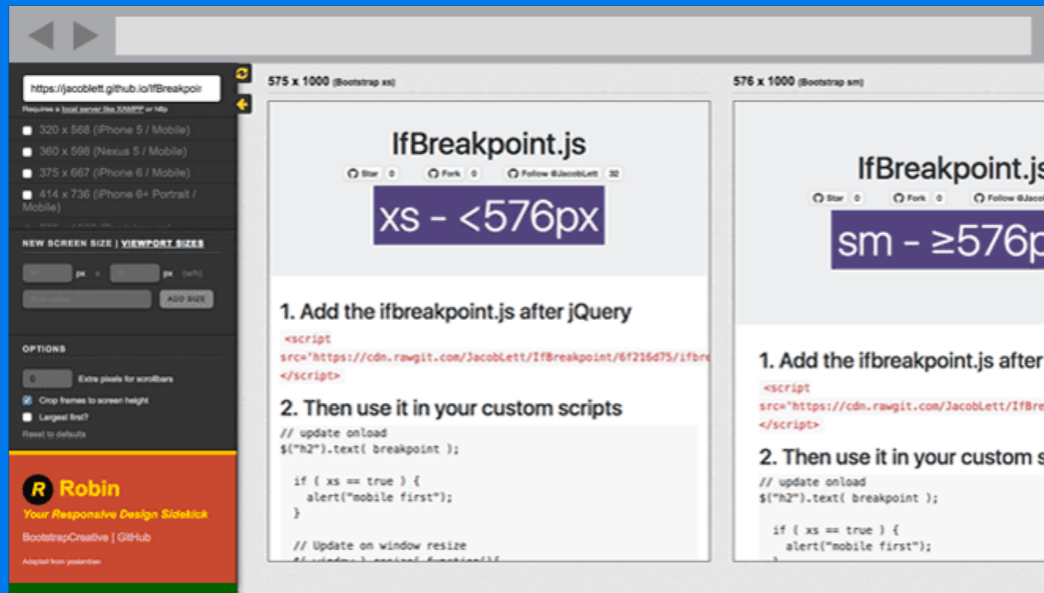 https://jacoblett.github.io/IfBreakpoir
Requires a local server like XAMPP or http
320 x 568 (iPhone 5 / Mobile)
360 x 598 (Nexus 5 / Mobile)
375 x 667 (iPhone 6 / Mobile)
414 x 736 (iPhone 6+ Portrait /
Mobile)
NEW SCREEN SIZE | VIEWPORT SIZES
px x px (w/h)
ADD SIZE
OPTIONS
0 Extra pixels for scrollbars
Crop frames to screen height
Largest first?
Reset to defaults
R Robin
Your Responsive Design Sidekick
BootstrapCreative | GitHub
575 x 1000 (Bootstrap xs)
IfBreakpoint.js
Star 0 Fork 0 Follow @JacobLett 32
xs - <576px
1. Add the ifbreakpoint.js after jQuery
<script
src="https://cdn.rawgit.com/JacobLett/IfBreakpoint/6f216d75/ifbre
</script>
2. Then use it in your custom scripts
// update onload
$("h2").text( breakpoint );
if ( xs == true ) {
alert("mobile first");
}
// Update on window resize
$( window ).resize( function(){
576 x 1000 (Bootstrap sm)
IfBreakpoint.js
Star 0 Fork 0 Follow @Jacob
sm - ≥576p
1. Add the ifbreakpoint.js after
<script
src="https://cdn.rawgit.com/JacobLett/IfBre
</script>
2. Then use it in your custom s
// update onload
$("h2").text( breakpoint );
if ( xs == true ) {
alert("mobile first");